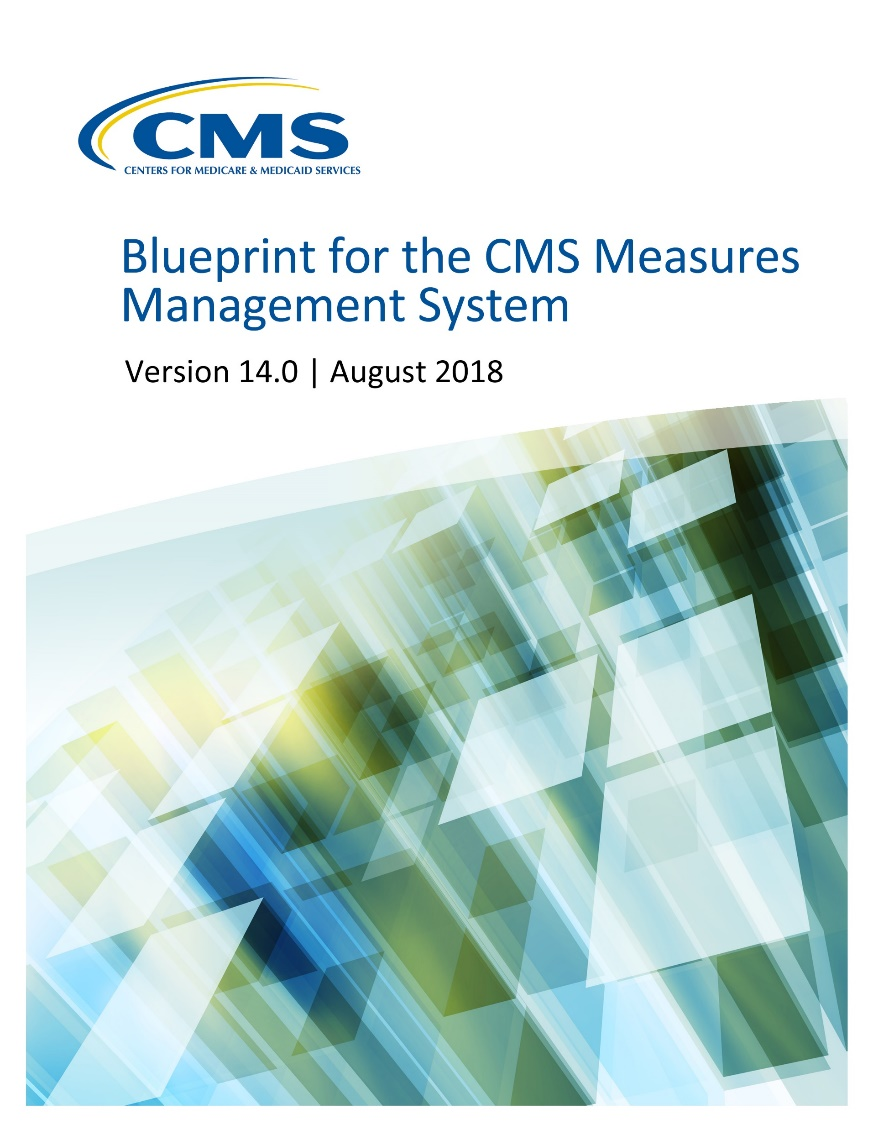 CMS
CENTERS FOR MEDICARE & MEDICAID SERVICES
Blueprint for the CMS Measures
Management System
Version 14.0 | August 2018